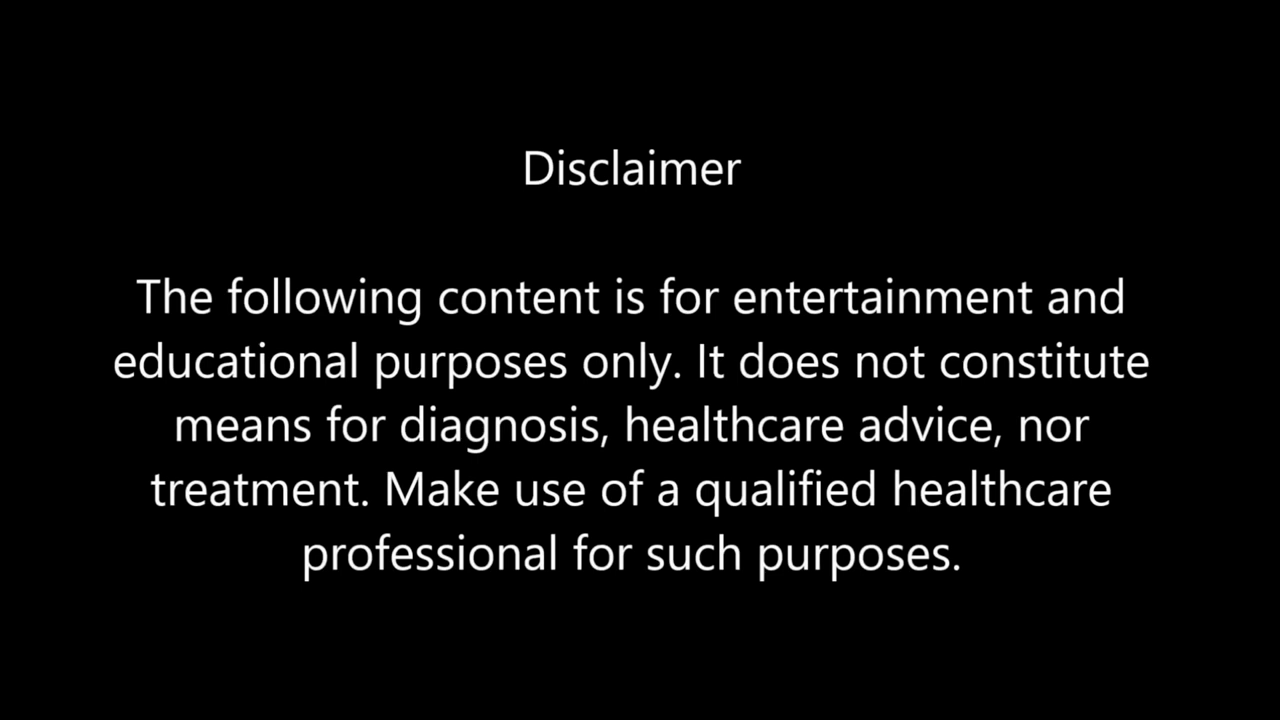 Disclaimer
The following content is for entertainment and
educational purposes only. It does not constitute
means for diagnosis, healthcare advice, nor
treatment. Make use of a qualified healthcare
professional for such purposes.